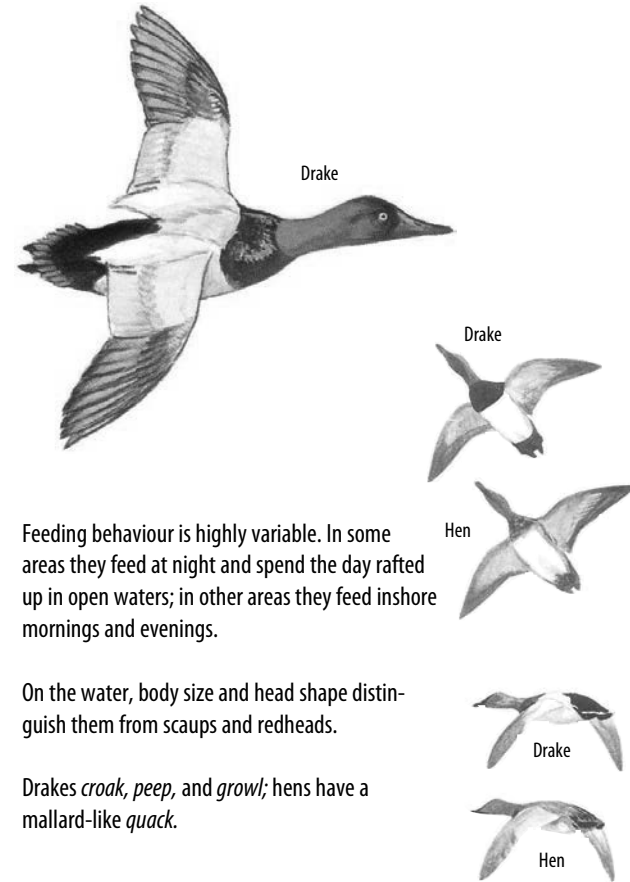 Drake
Drake
Hen
Feeding behaviour is highly variable. In some
areas they feed at night and spend the day rafted
up in open waters; in other areas they feed inshore
mornings and evenings.
On the water, body size and head shape distin-
guish them from scaups and redheads.
Drakes croak, peep, and growl; hens have a
mallard-like quack.
Drake
Hen